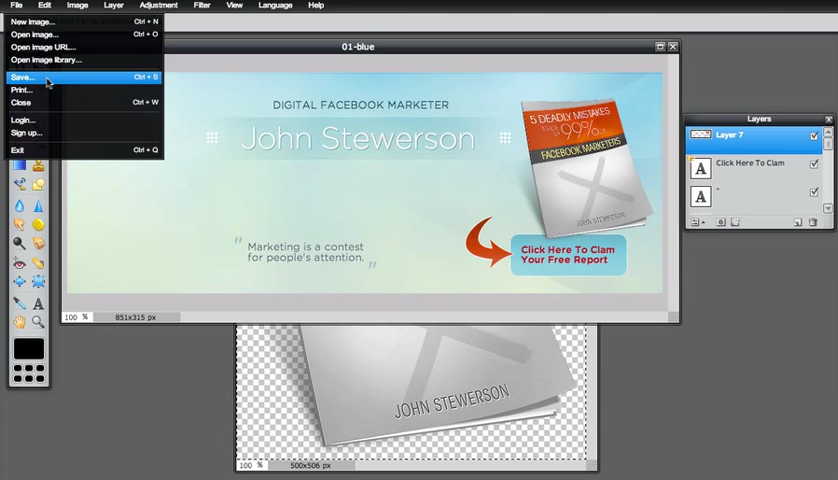 File Edit Image Layer Adjustment Filter View Language Help
New image... Ctrl + N
Open image... Ctrl + O
Open image URL...
Open image library...
Save... Ctrl + S
Print...
Close Ctrl + W
Login...
Sign up...
Exit Ctrl + Q
01-blue
DIGITAL FACEBOOK MARKETER
John Stewerson
" Marketing is a contest
for people's attention. "
5 DEADLY MISTAKES
MADE BY 99%
OF
FACEBOOK MARKETERS
JOHN STEWERSON
Click Here To Clam
Your Free Report
100 % 851x315 px
JOHN STEWERSON
100 % 500x506 px
Layers
Layer 7
A Click Here To Clam
A "
A